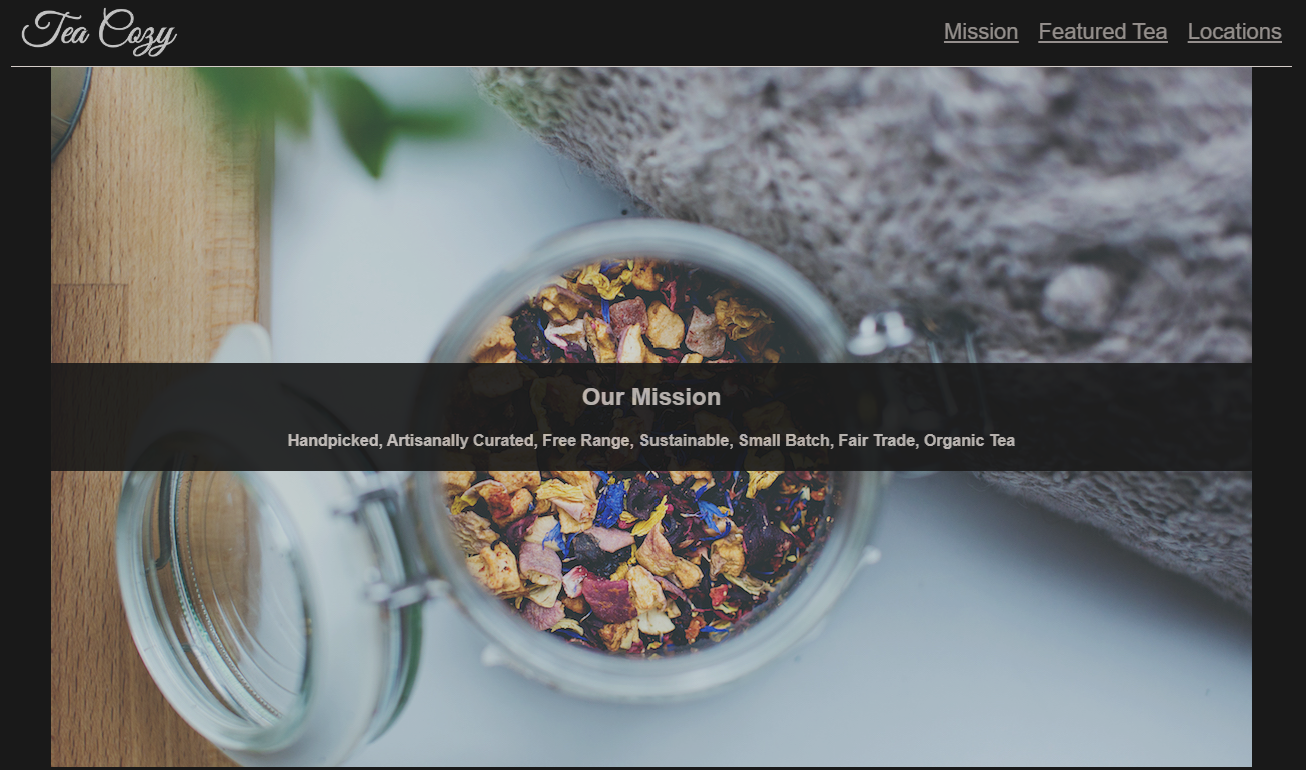 Tea Cozy
Mission Featured Tea Locations
Our Mission
Handpicked, Artisanally Curated, Free Range, Sustainable, Small Batch, Fair Trade, Organic Tea